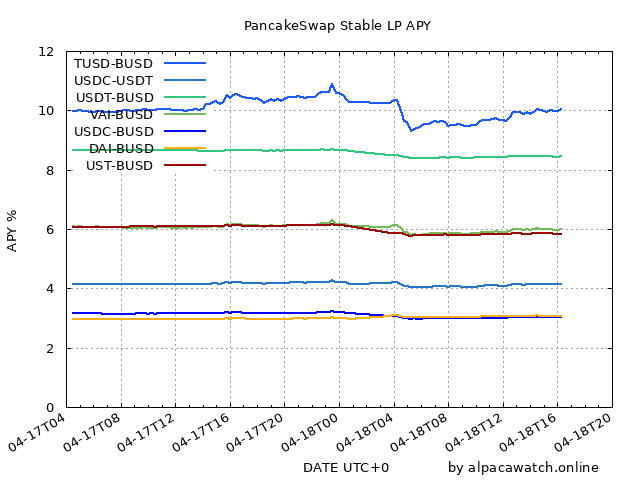 PancakeSwap Stable LP APY
12
10
8
6
4
2
0
APY %
TUSD-BUSD
USDC-USDT
USDT-BUSD
VAI-BUSD
USDC-BUSD
DAI-BUSD
UST-BUSD
04-17T04
04-17T08
04-17T12
04-17T16
04-17T20
04-18T00
04-18T04
04-18T08
04-18T12
04-18T16
04-18T20
DATE UTC+0
by alpacawatch.online